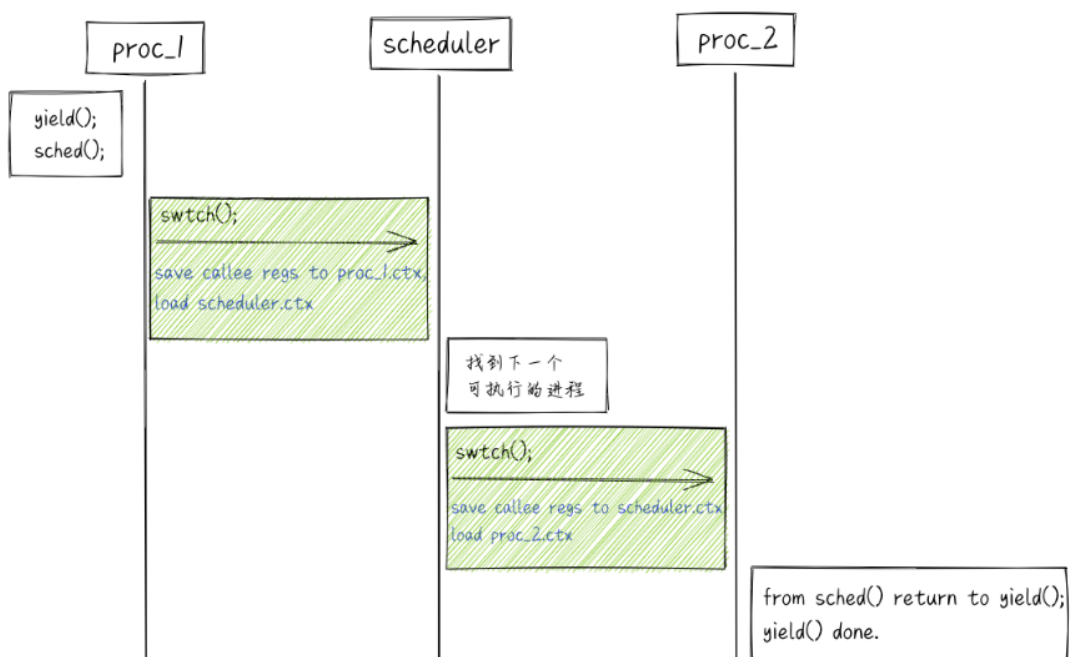 proc_1
scheduler
proc_2
yield();
sched();
swtch();
save callee regs to proc_1.ctx,
load scheduler.ctx
找到下一个
可执行的进程
swtch();
save callee regs to scheduler.ctx
load proc_2.ctx
from sched() return to yield();
yield() done.